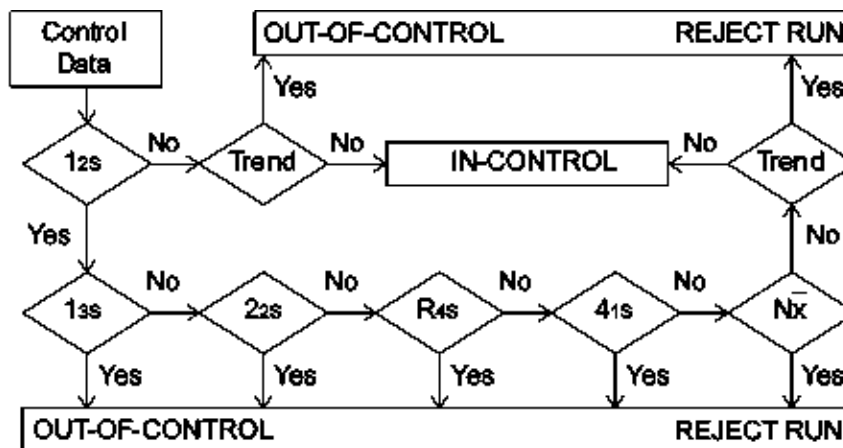 Control
Data
OUT-OF-CONTROL REJECT RUN
Yes
Yes
1₂s
No
Trend
No
IN-CONTROL
No
Trend
Yes
No
1₃s
No
2₂s
No
R₄s
No
4₁s
No
Nx̄
Yes
Yes
Yes
Yes
Yes
OUT-OF-CONTROL REJECT RUN